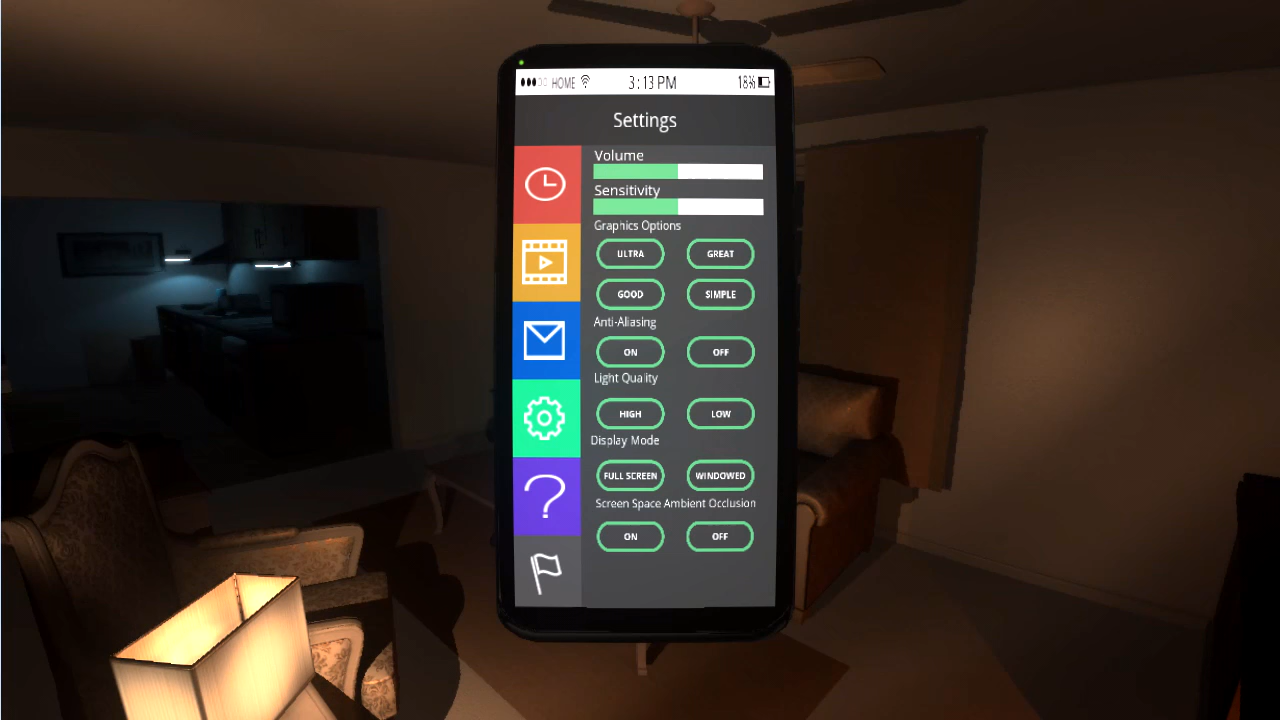 HOME 3:13 PM 18%
Settings
Volume
Sensitivity
Graphics Options
ULTRA GREAT
GOOD SIMPLE
Anti-Aliasing
ON OFF
Light Quality
HIGH LOW
Display Mode
FULL SCREEN WINDOWED
Screen Space Ambient Occlusion
ON OFF